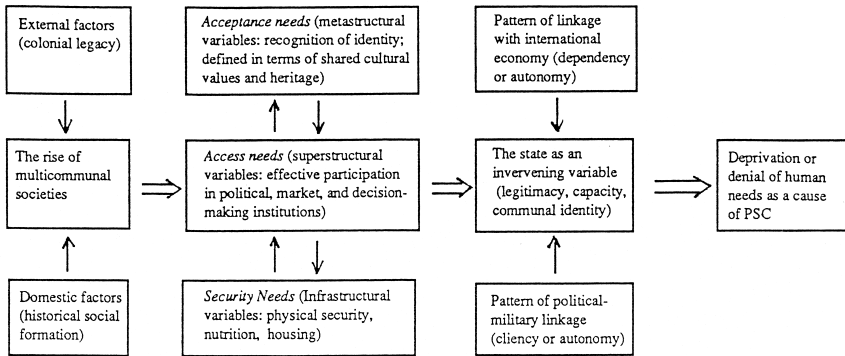 External factors
(colonial legacy)
Acceptance needs (metastructural
variables: recognition of identity;
defined in terms of shared cultural
values and heritage)
Pattern of linkage
with international
economy (dependency
or autonomy)
The rise of
multicommunal
societies
Access needs (superstructural
variables: effective participation
in political, market, and decision-
making institutions)
The state as an
invervening variable
(legitimacy, capacity,
communal identity)
Deprivation or
denial of human
needs as a cause
of PSC
Domestic factors
(historical social
formation)
Security Needs (Infrastructural
variables: physical security,
nutrition, housing)
Pattern of political-
military linkage
(cliency or autonomy)